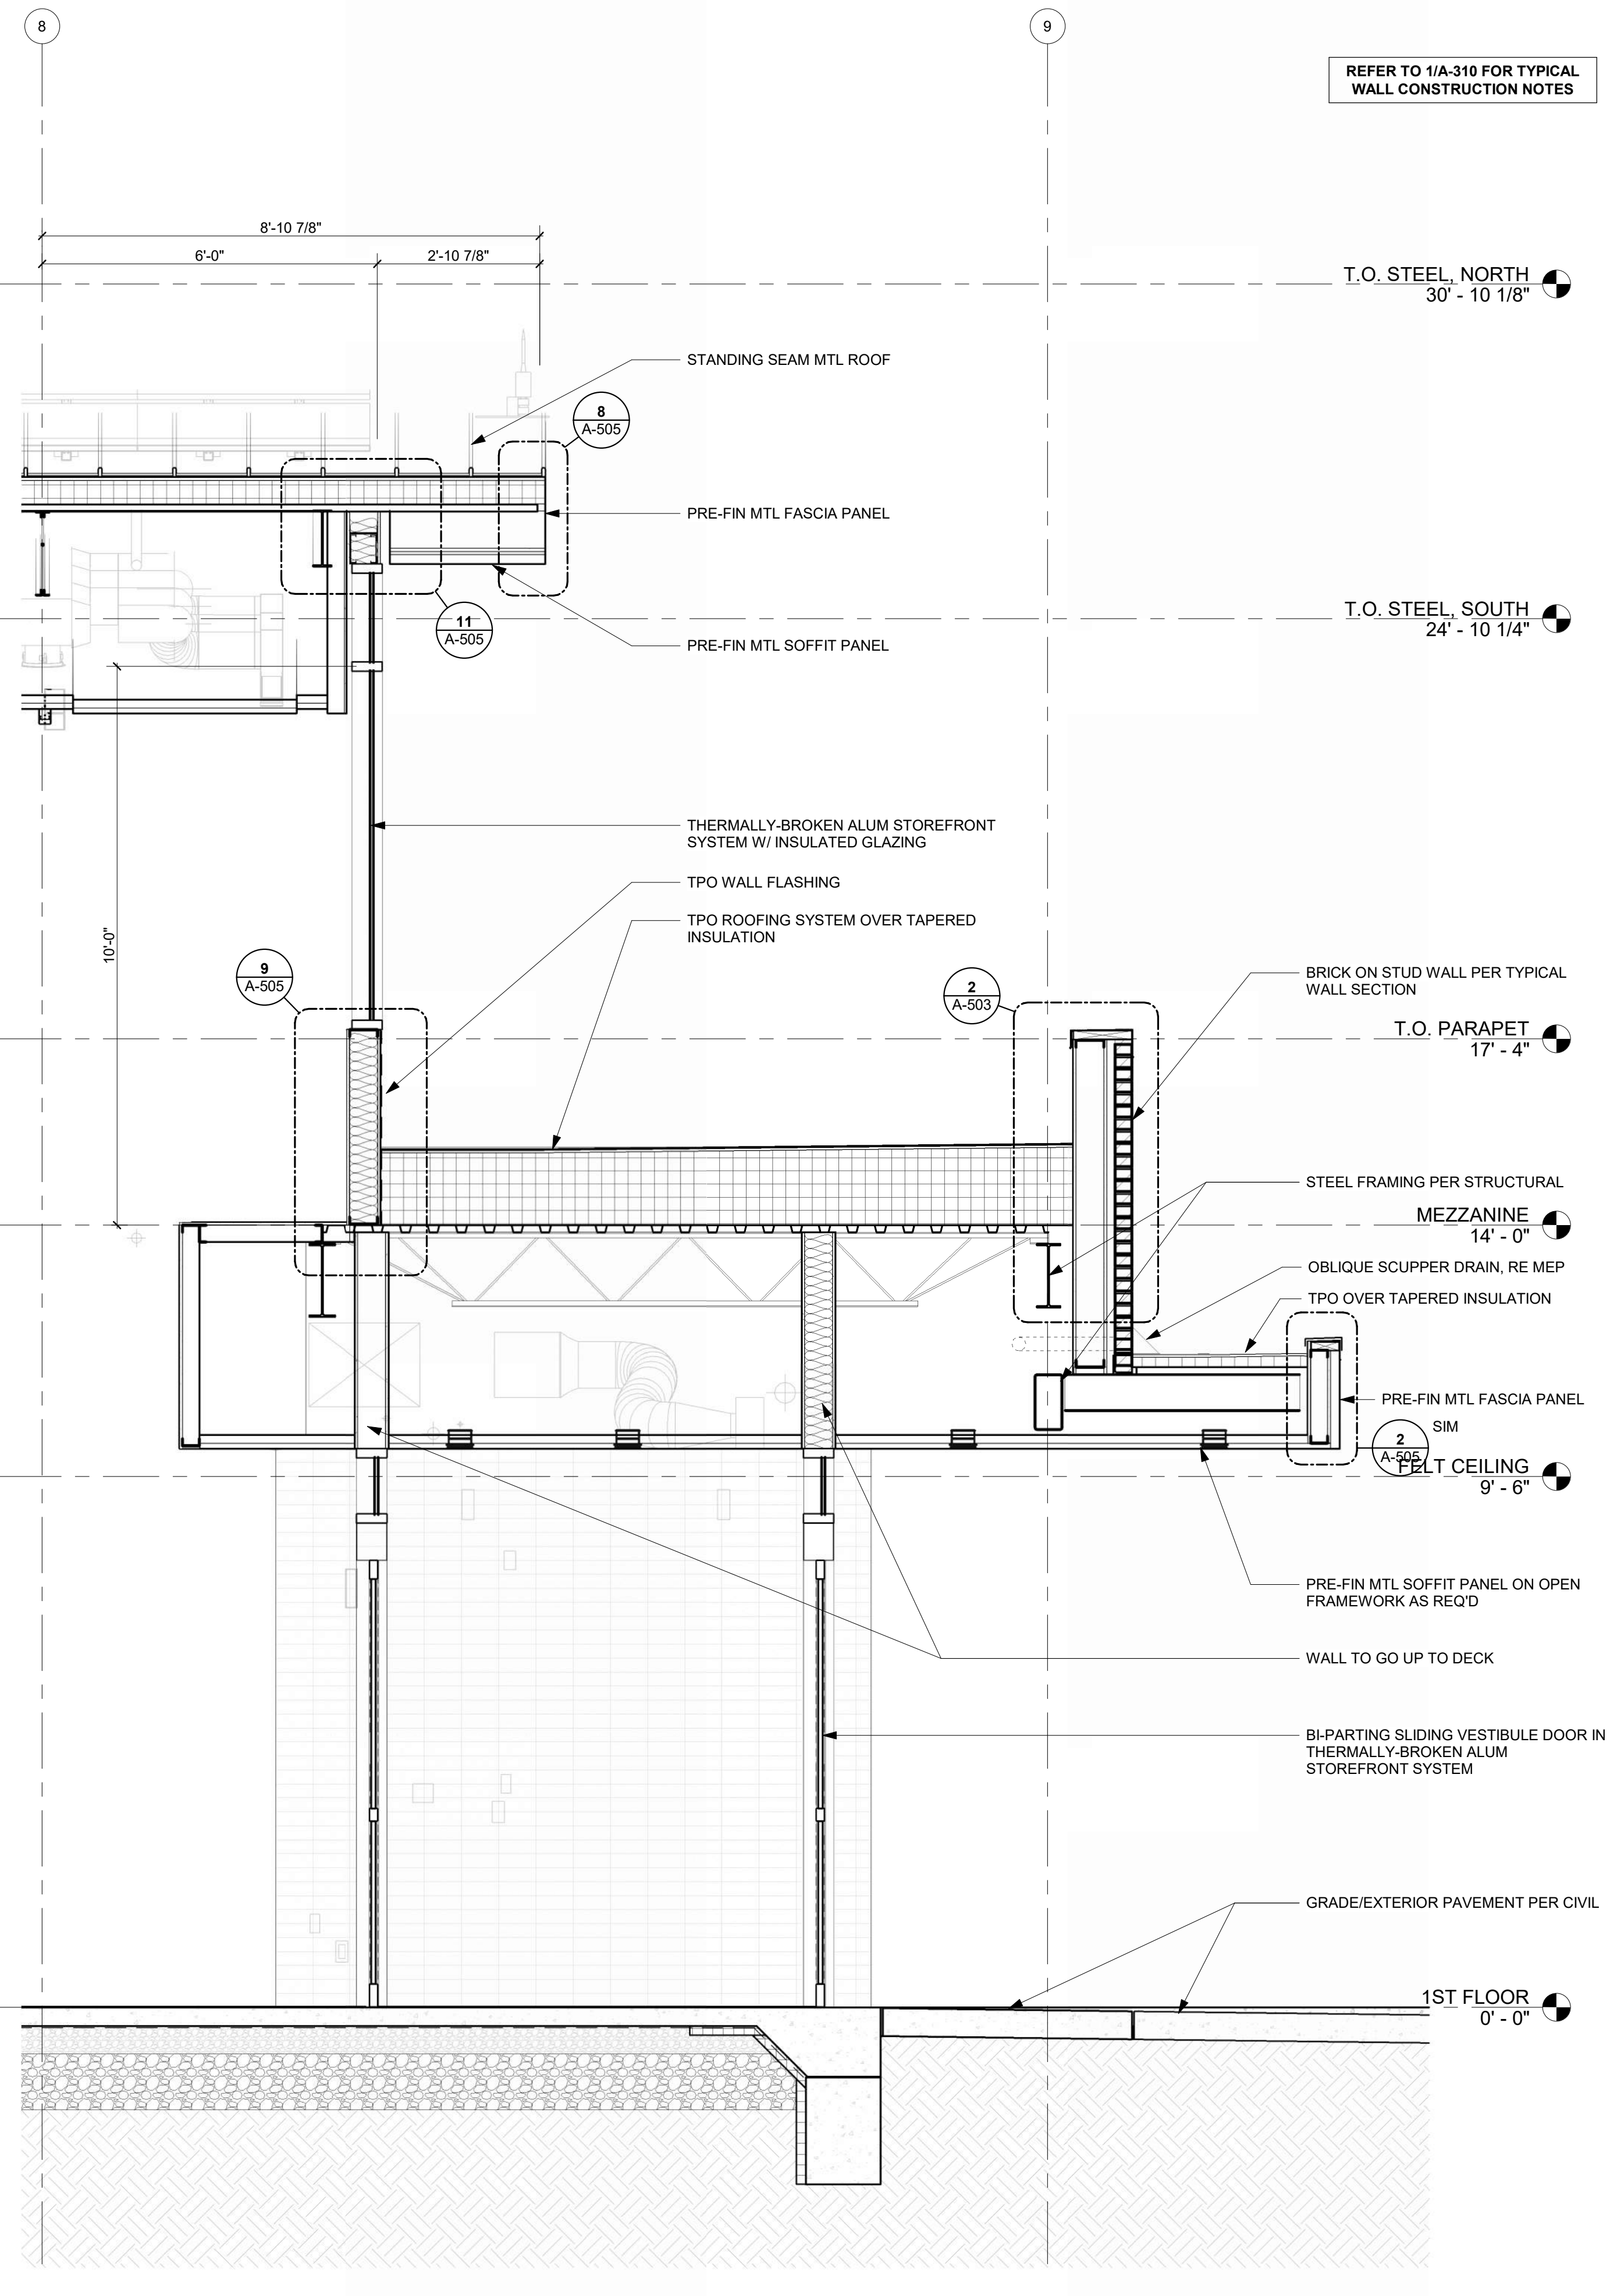 8
9
REFER TO 1/A-310 FOR TYPICAL
WALL CONSTRUCTION NOTES
8'-10 7/8"
6'-0"
2'-10 7/8"
T.O. STEEL, NORTH
30' - 10 1/8"
STANDING SEAM MTL ROOF
8
A-505
PRE-FIN MTL FASCIA PANEL
11
A-505
T.O. STEEL, SOUTH
24' - 10 1/4"
PRE-FIN MTL SOFFIT PANEL
THERMALLY-BROKEN ALUM STOREFRONT
SYSTEM W/ INSULATED GLAZING
TPO WALL FLASHING
TPO ROOFING SYSTEM OVER TAPERED
INSULATION
10'-0"
9
A-505
2
A-503
BRICK ON STUD WALL PER TYPICAL
WALL SECTION
T.O. PARAPET
17' - 4"
STEEL FRAMING PER STRUCTURAL
MEZZANINE
14' - 0"
OBLIQUE SCUPPER DRAIN, RE MEP
TPO OVER TAPERED INSULATION
PRE-FIN MTL FASCIA PANEL
SIM
2
A-505
FELT CEILING
9' - 6"
PRE-FIN MTL SOFFIT PANEL ON OPEN
FRAMEWORK AS REQ'D
WALL TO GO UP TO DECK
BI-PARTING SLIDING VESTIBULE DOOR IN
THERMALLY-BROKEN ALUM
STOREFRONT SYSTEM
GRADE/EXTERIOR PAVEMENT PER CIVIL
1ST FLOOR
0' - 0"